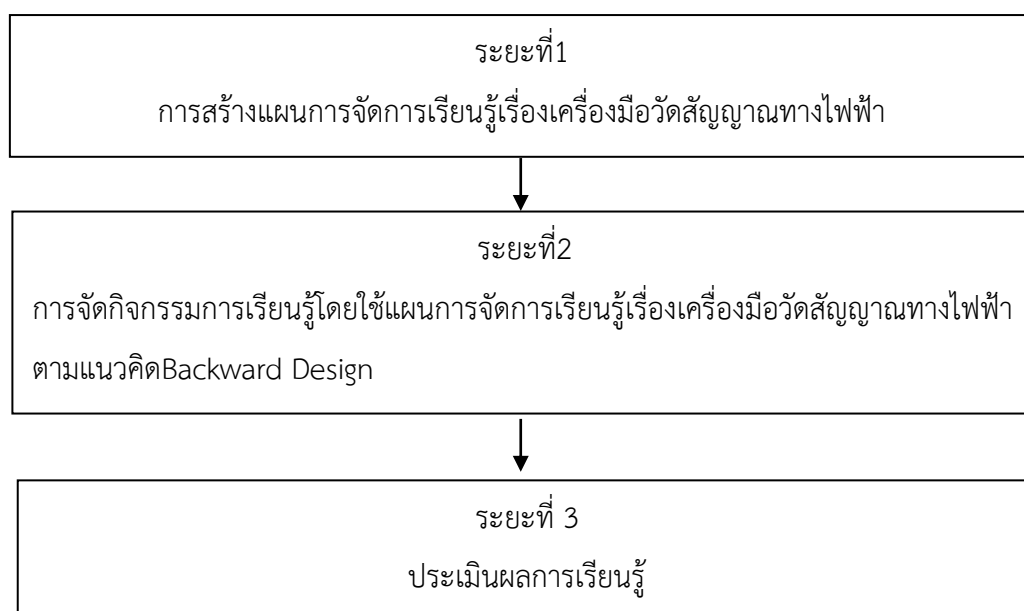 ระยะที่1
การสร้างแผนการจัดการเรียนรู้เรื่องเครื่องมือวัดสัญญาณทางไฟฟ้า
ระยะที่2
การจัดกิจกรรมการเรียนรู้โดยใช้แผนการจัดการเรียนรู้เรื่องเครื่องมือวัดสัญญาณทางไฟฟ้า
ตามแนวคิดBackward Design
ระยะที่ 3
ประเมินผลการเรียนรู้